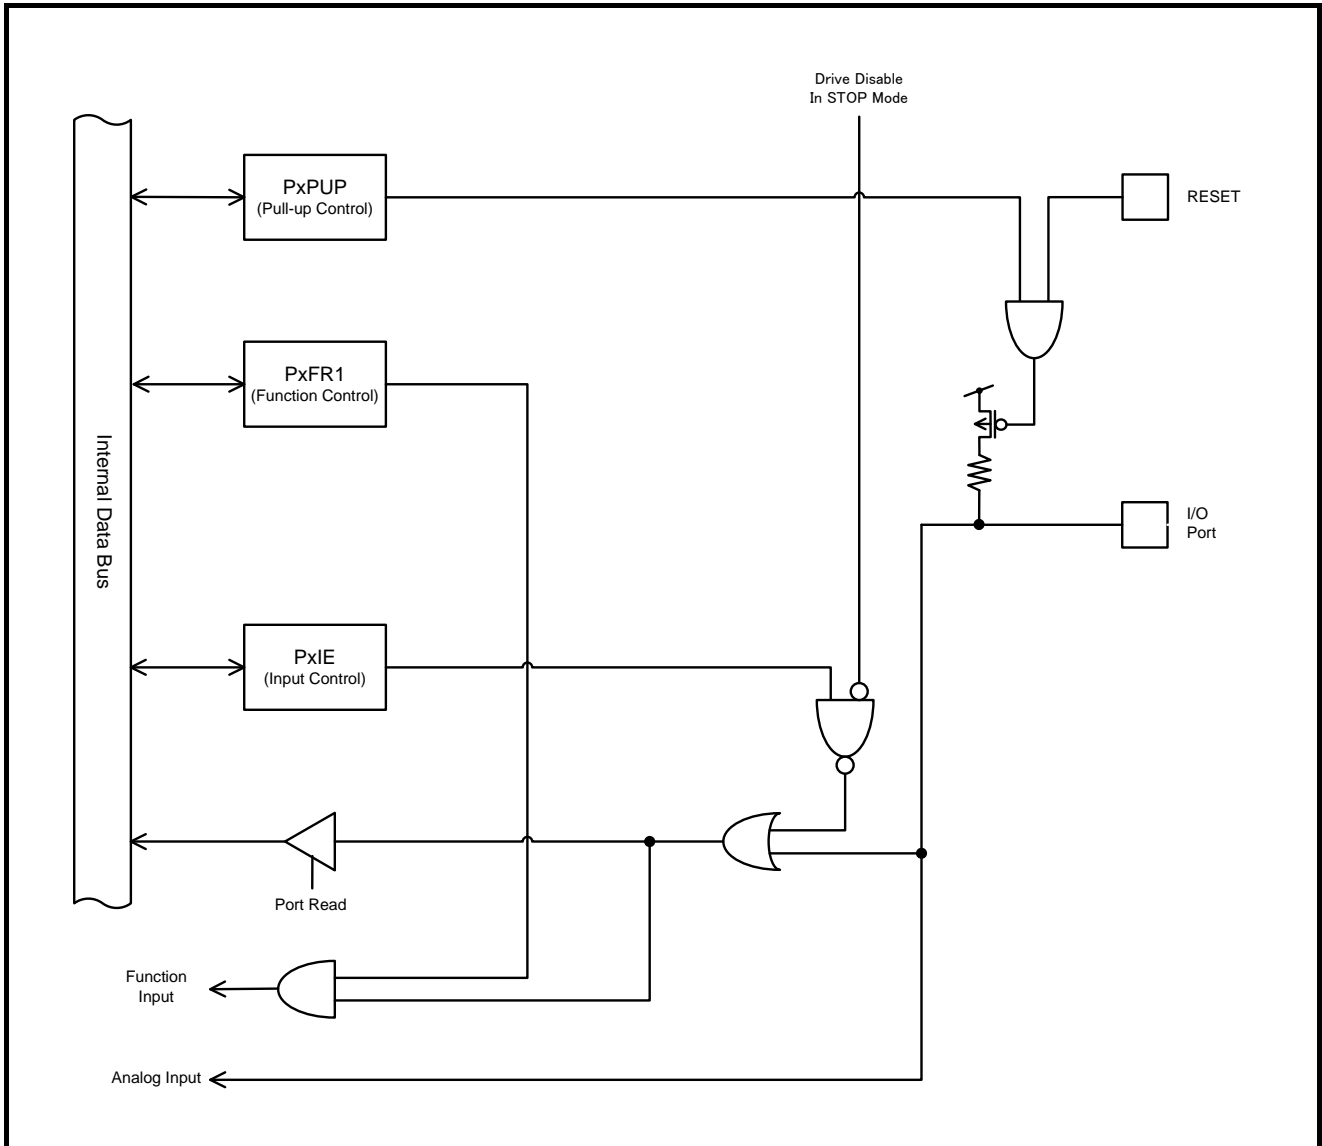 Drive Disable
In STOP Mode
PxPUP
(Pull-up Control)
RESET
PxFR1
(Function Control)
Internal Data Bus
I/O
Port
PxIE
(Input Control)
Port Read
Function
Input
Analog Input